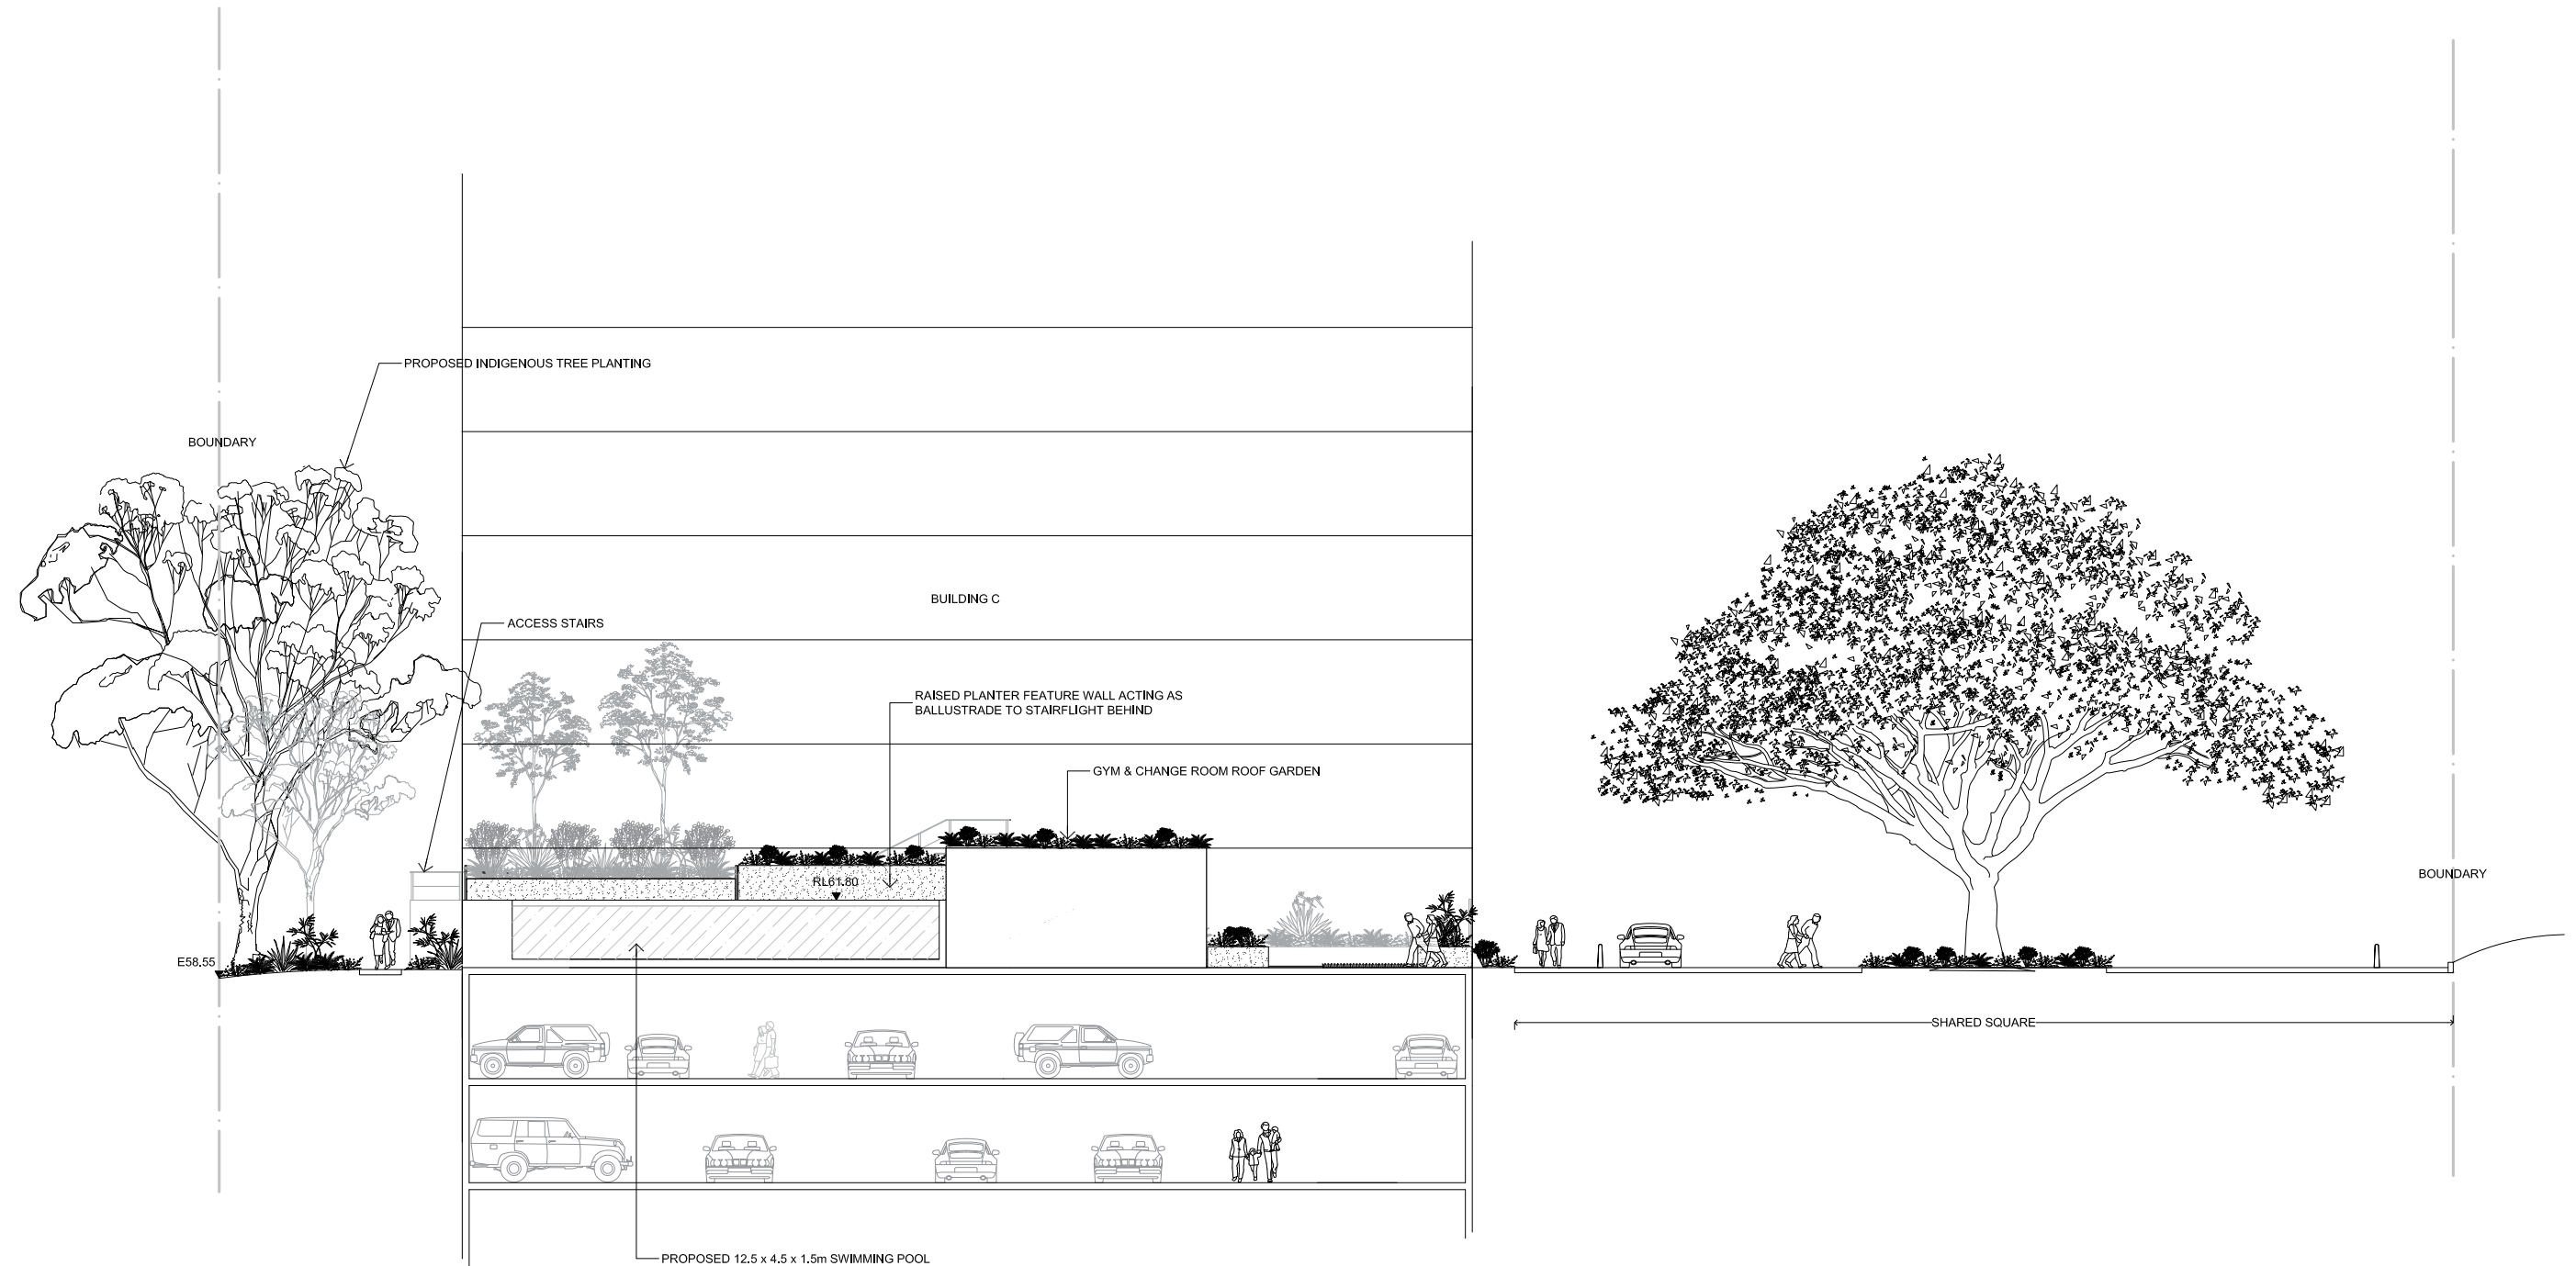 PROPOSED INDIGENOUS TREE PLANTING
BOUNDARY
BUILDING C
ACCESS STAIRS
RAISED PLANTER FEATURE WALL ACTING AS
BALLUSTRADE TO STAIRFLIGHT BEHIND
GYM & CHANGE ROOM ROOF GARDEN
BOUNDARY
RL61.80
E58.55
SHARED SQUARE
PROPOSED 12.5 x 4.5 x 1.5m SWIMMING POOL